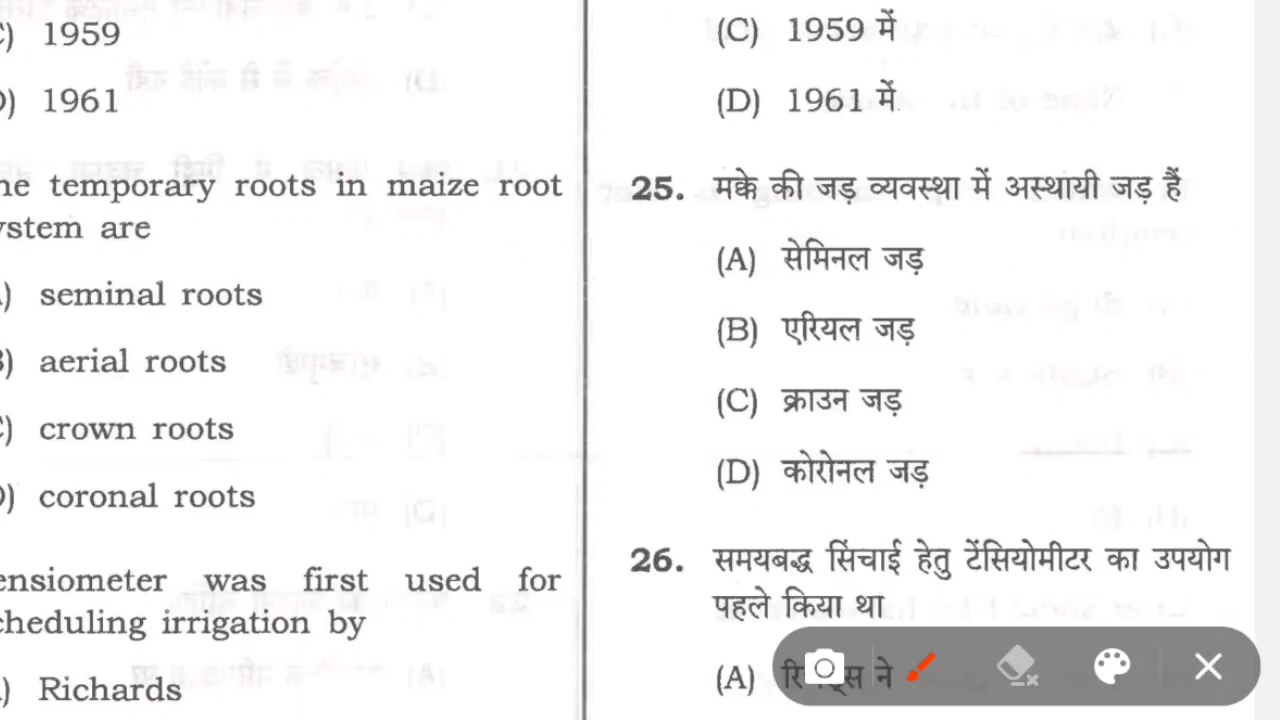 C) 1959
D) 1961
he temporary roots in maize root
ystem are
A) seminal roots
B) aerial roots
C) crown roots
D) coronal roots
ensiometer was first used for
cheduling irrigation by
A) Richards
(C) 1959 में
(D) 1961 में
25. मक्के की जड़ व्यवस्था में अस्थायी जड़ हैं
(A) सेमिनल जड़
(B) एरियल जड़
(C) क्राउन जड़
(D) कोरोनल जड़
26. समयबद्ध सिंचाई हेतु टेंसियोमीटर का उपयोग
पहले किया था
(A) ने